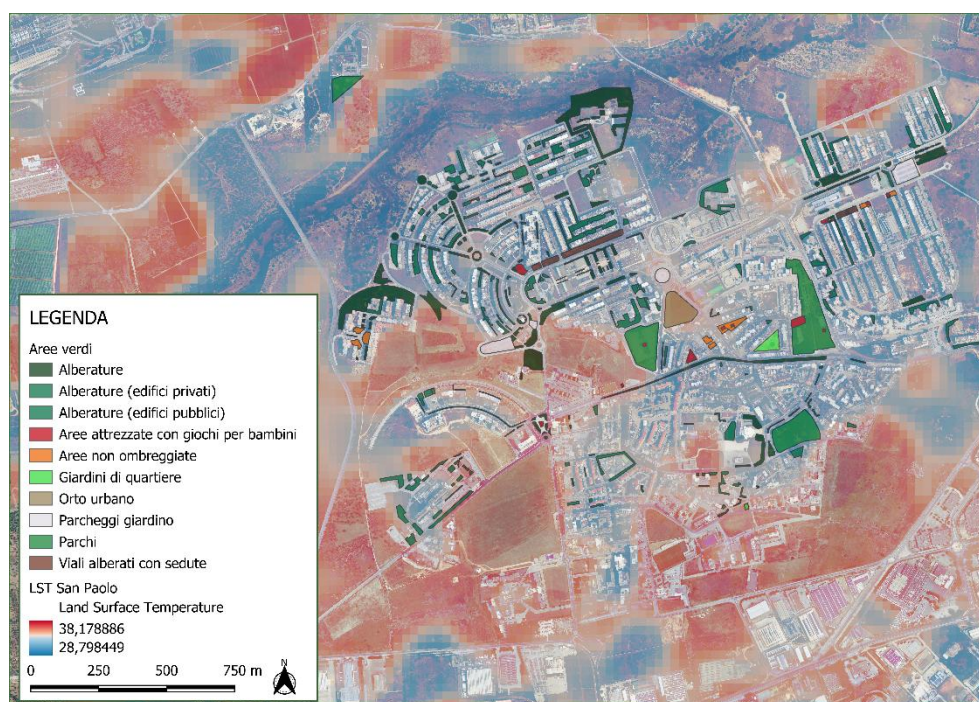 LEGENDA
Aree verdi
Alberature
Alberature (edifici privati)
Alberature (edifici pubblici)
Aree attrezzate con giochi per bambini
Aree non ombreggiate
Giardini di quartiere
Orto urbano
Parcheggi giardino
Parchi
Viali alberati con sedute
LST San Paolo
Land Surface Temperature
38,178886
28,798449
0 250 500 750 m
N